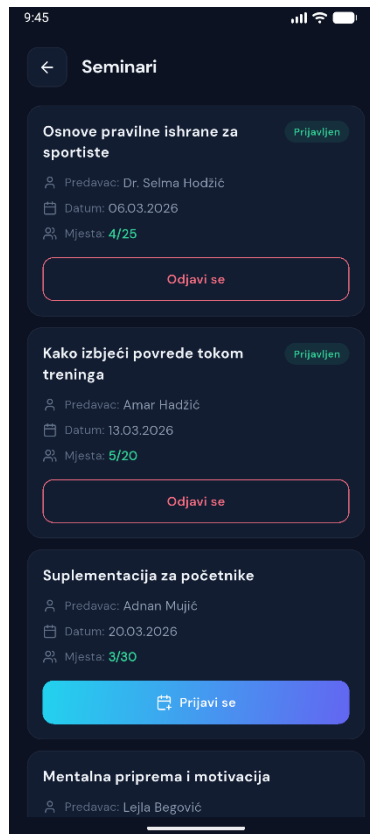 9:45
Seminari
Osnove pravilne ishrane za
sportiste
Prijavljen
Predavac: Dr. Selma Hodžić
Datum: 06.03.2026
Mjesta: 4/25
Odjavi se
Kako izbjeći povrede tokom
treninga
Prijavljen
Predavac: Amar Hadžić
Datum: 13.03.2026
Mjesta: 5/20
Odjavi se
Suplementacija za početnike
Predavac: Adnan Mujić
Datum: 20.03.2026
Mjesta: 3/30
Prijavi se
Mentalna priprema i motivacija
Predavac: Lejla Begović